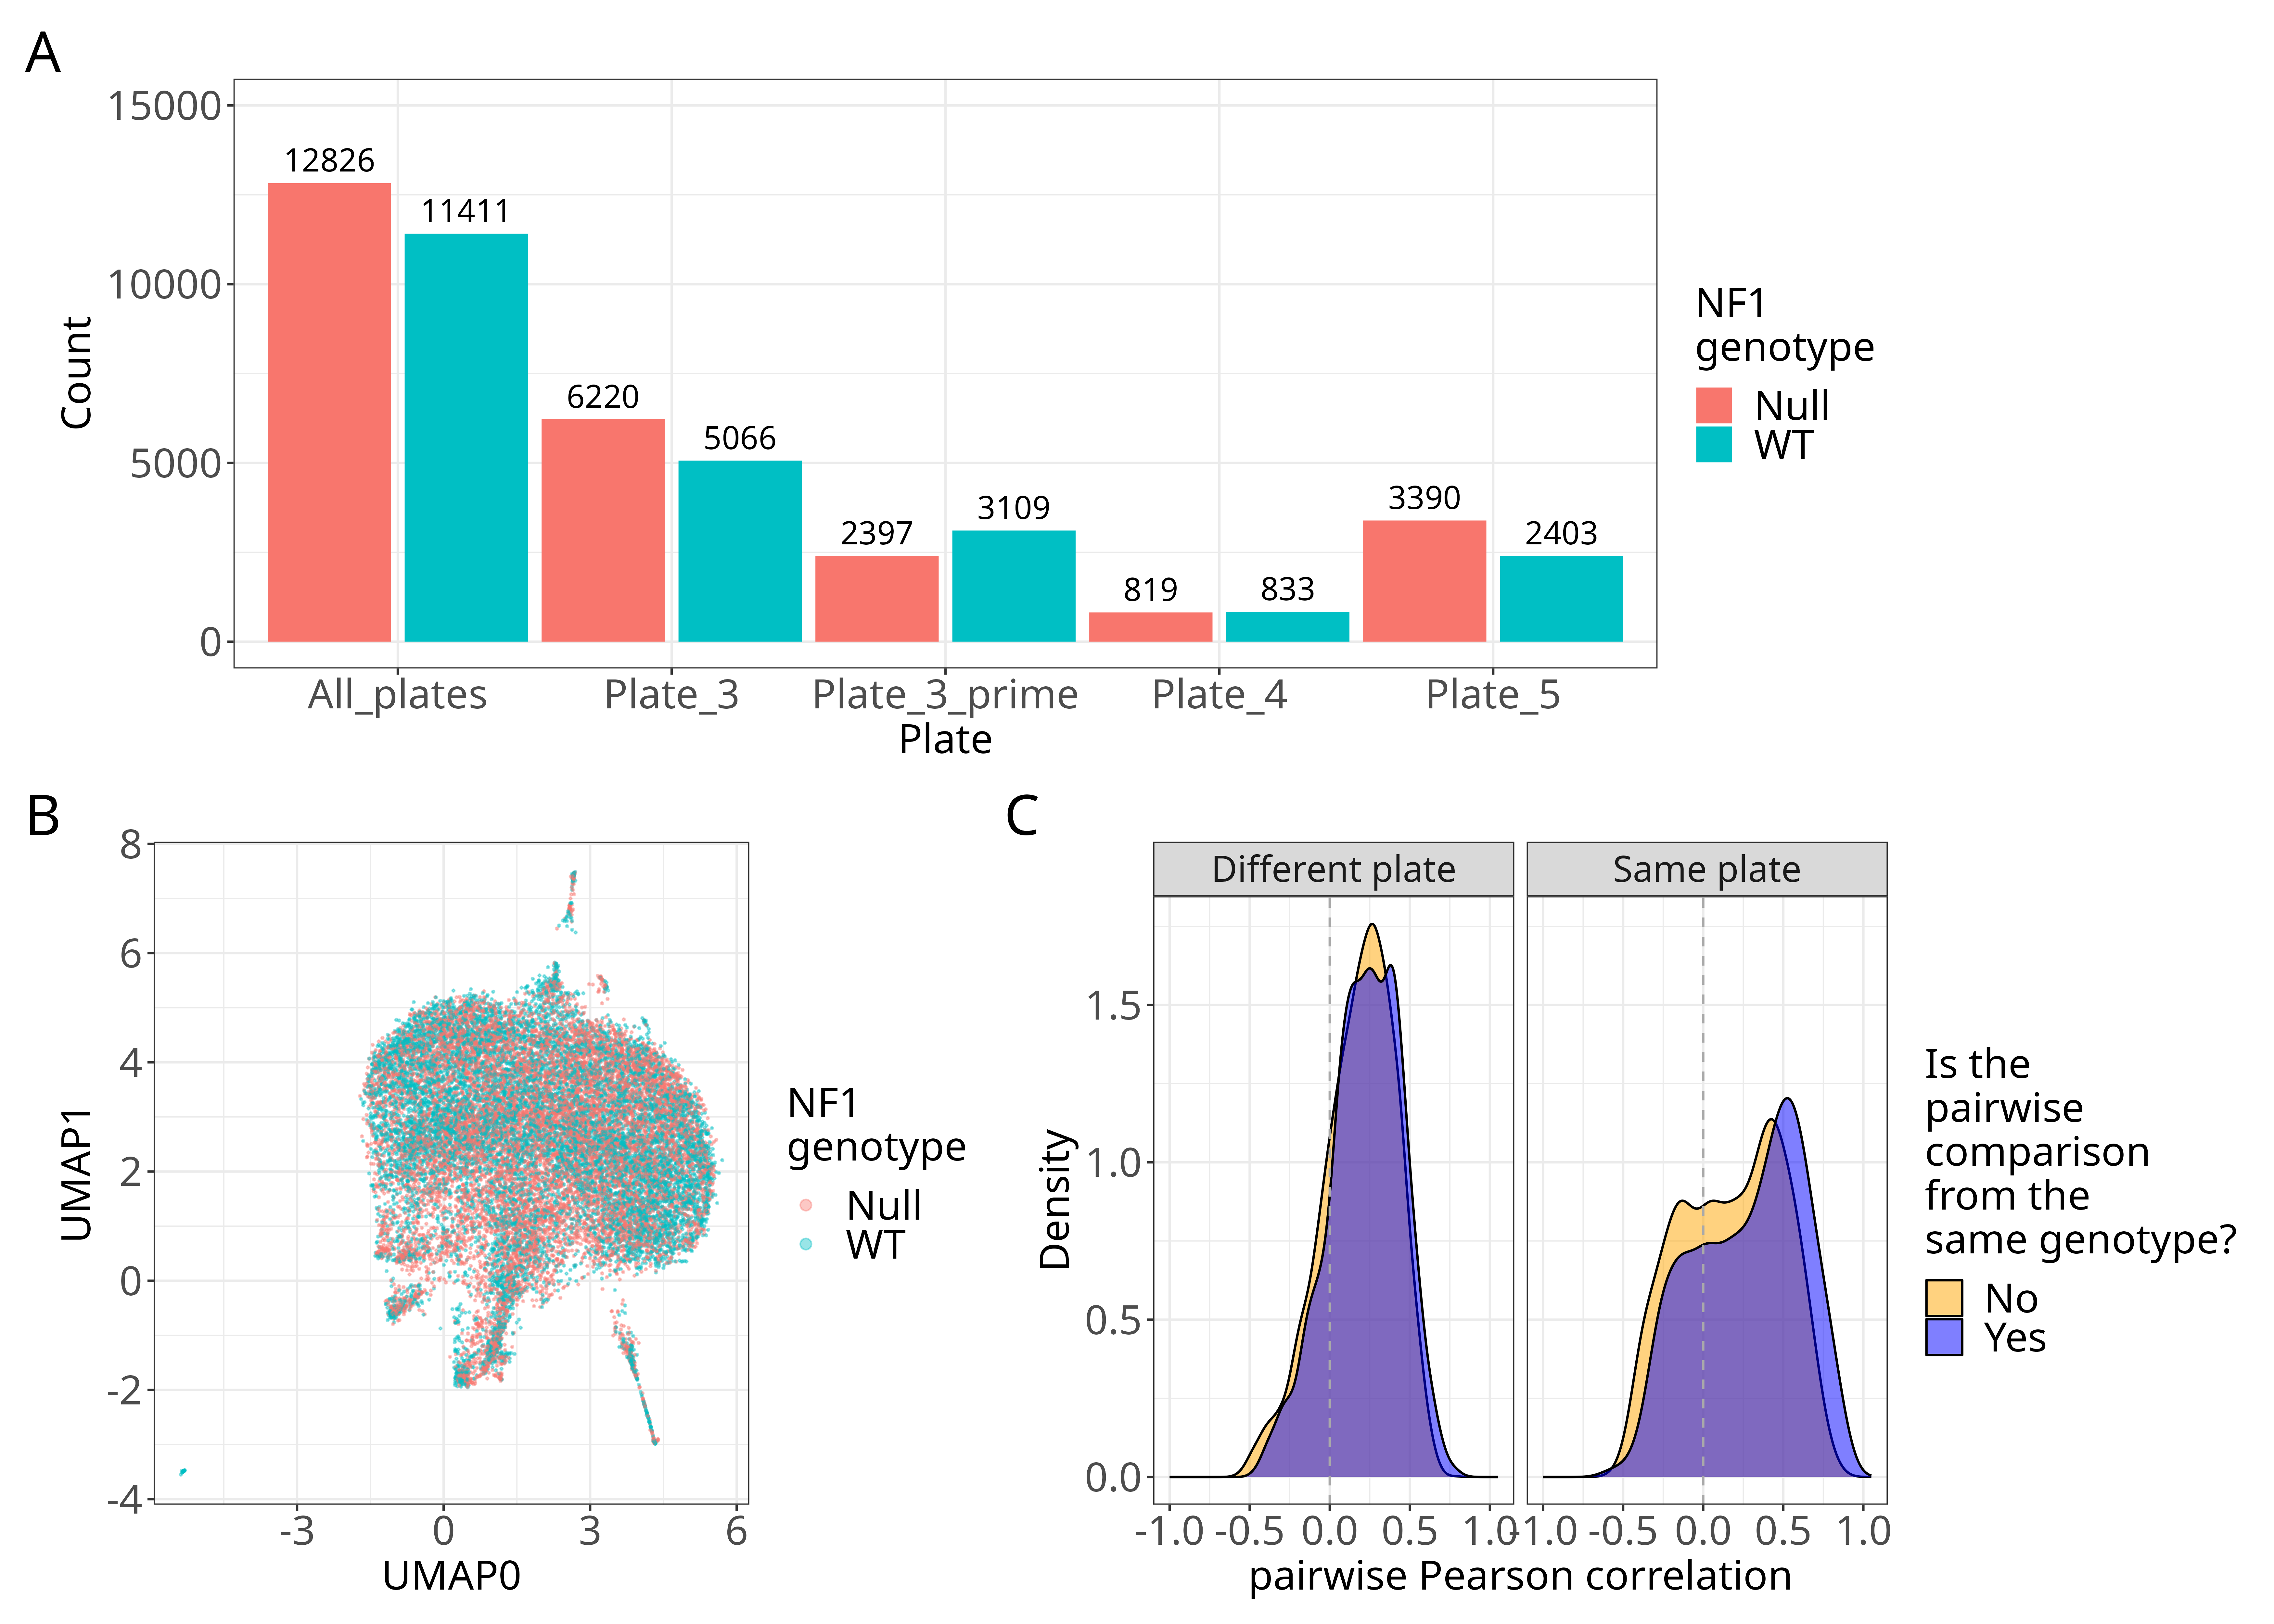 A
15000
10000
5000
0
Count
12826
11411
6220
5066
2397
3109
819
833
3390
2403
All_plates
Plate_3
Plate_3_prime
Plate_4
Plate_5
Plate
NF1
genotype
Null
WT
B
8
6
4
2
0
-2
-4
UMAP1
-3
0
3
6
UMAP0
NF1
genotype
Null
WT
C
Different plate
Same plate
1.5
1.0
0.5
0.0
Density
-1.0 -0.5 0.0 0.5 1.0
-1.0 -0.5 0.0 0.5 1.0
pairwise Pearson correlation
Is the
pairwise
comparison
from the
same genotype?
No
Yes